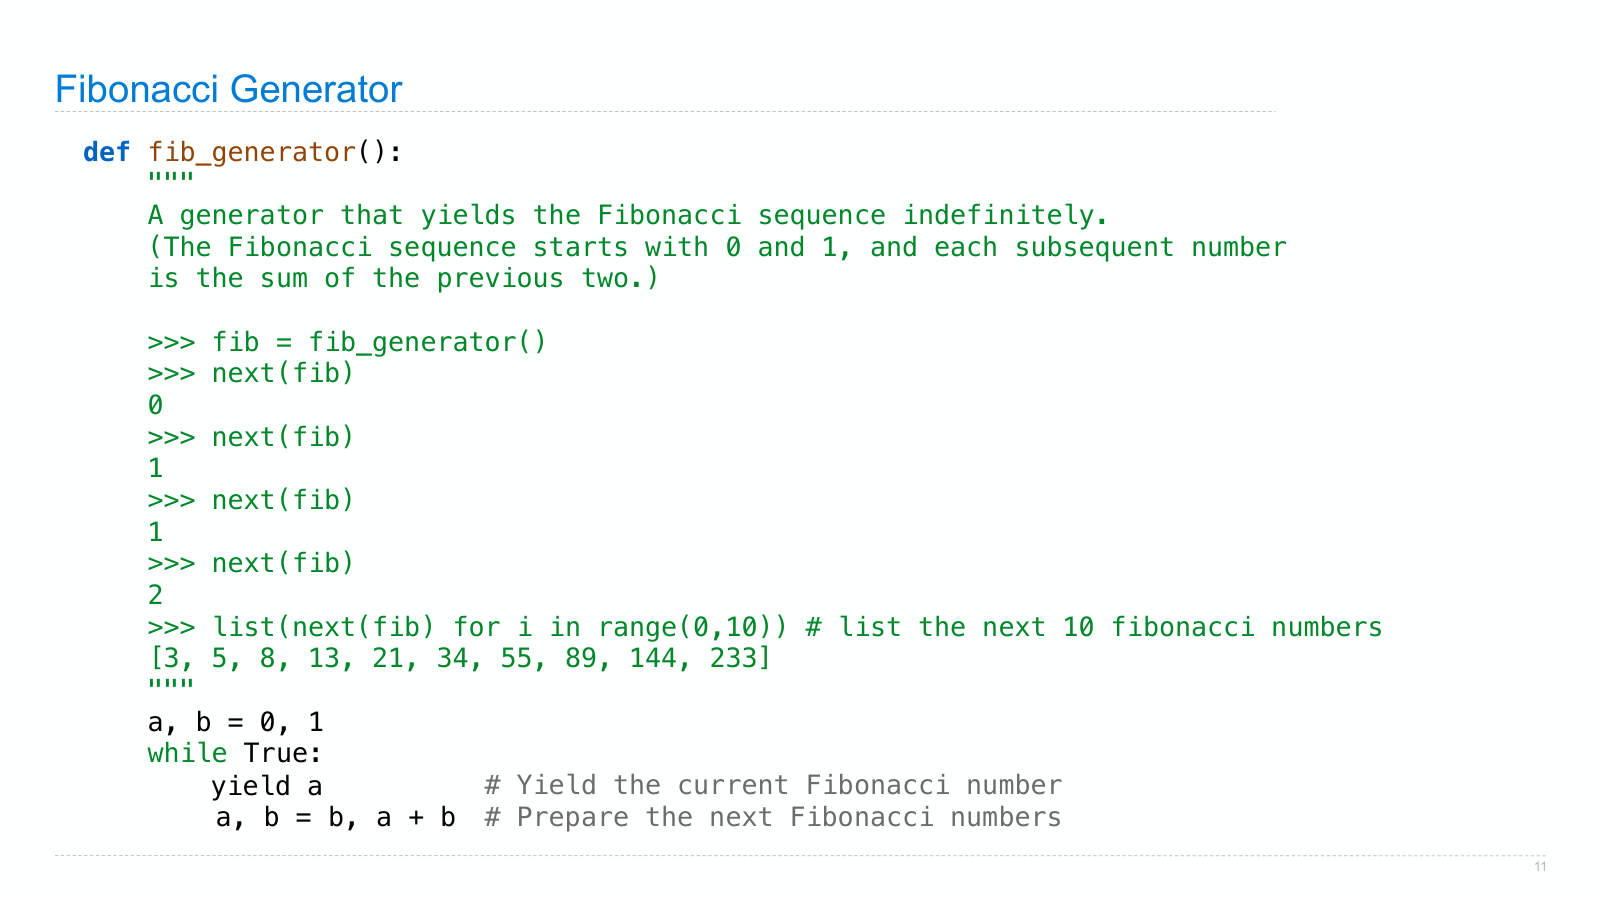 Fibonacci Generator
def fib_generator():
    """
    A generator that yields the Fibonacci sequence indefinitely.
    (The Fibonacci sequence starts with 0 and 1, and each subsequent number
    is the sum of the previous two.)

    >>> fib = fib_generator()
    >>> next(fib)
    0
    >>> next(fib)
    1
    >>> next(fib)
    1
    >>> next(fib)
    2
    >>> list(next(fib) for i in range(0,10)) # list the next 10 fibonacci numbers
    [3, 5, 8, 13, 21, 34, 55, 89, 144, 233]
    """
    a, b = 0, 1
    while True:
        yield a          # Yield the current Fibonacci number
        a, b = b, a + b  # Prepare the next Fibonacci numbers
11